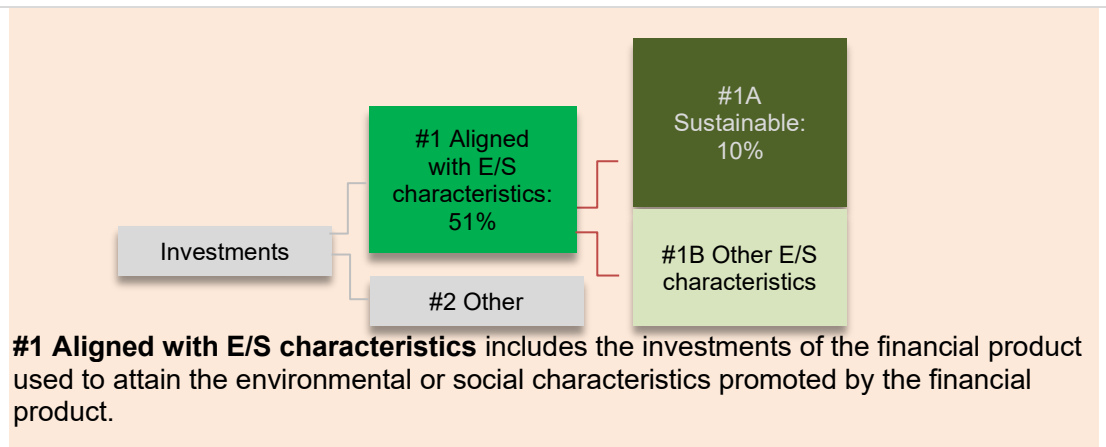 #1A
Sustainable:
10%
#1 Aligned
with E/S
characteristics:
51%
Investments
#1B Other E/S
characteristics
#2 Other
#1 Aligned with E/S characteristics includes the investments of the financial product
used to attain the environmental or social characteristics promoted by the financial
product.